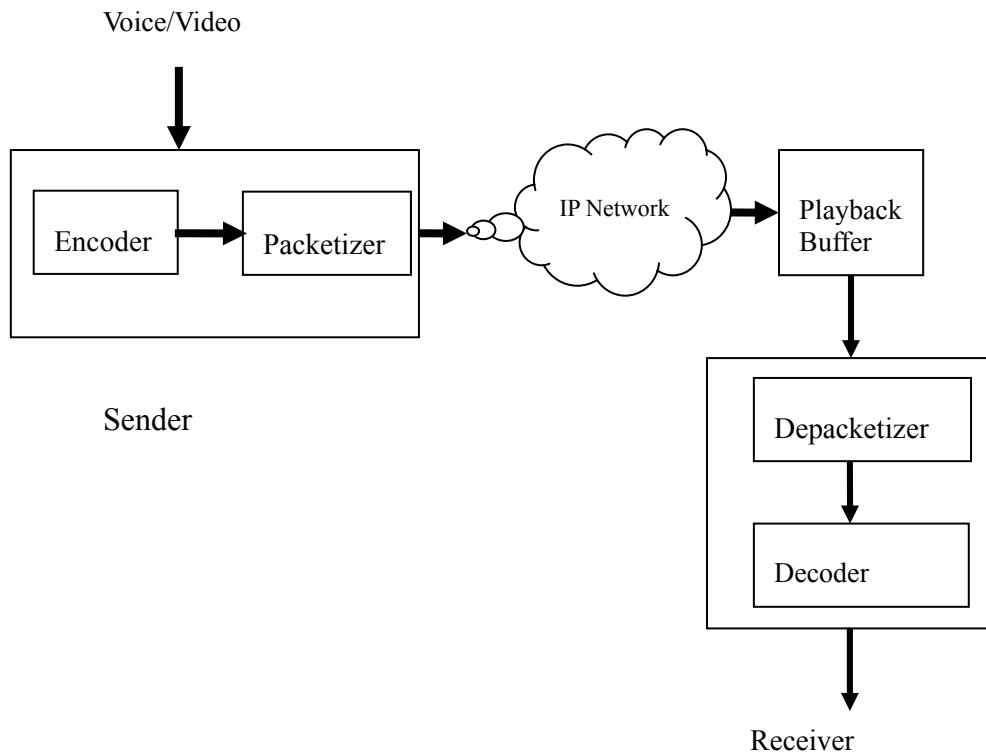 Voice/Video
Encoder
Packetizer
IP Network
Playback
Buffer
Sender
Depacketizer
Decoder
Receiver